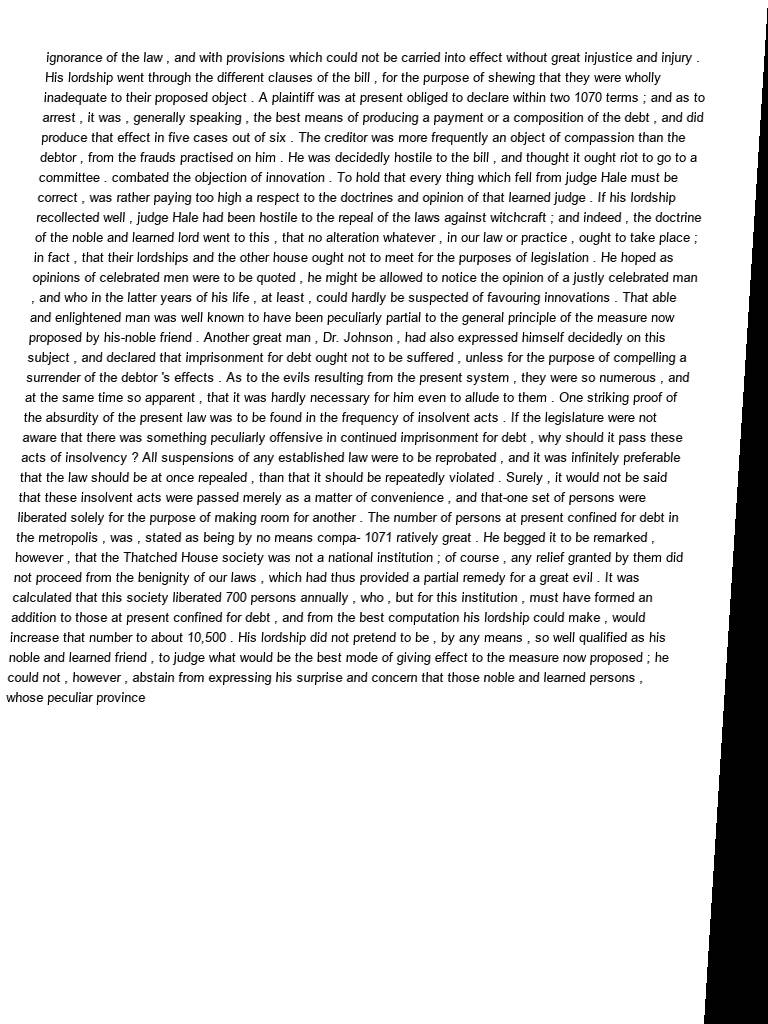 ignorance of the law , and with provisions which could not be carried into effect without great injustice and injury .
His lordship went through the different clauses of the bill , for the purpose of shewing that they were wholly
inadequate to their proposed object . A plaintiff was at present obliged to declare within two 1070 terms ; and as to
arrest , it was , generally speaking , the best means of producing a payment or a composition of the debt , and did
produce that effect in five cases out of six . The creditor was more frequently an object of compassion than the
debtor , from the frauds practised on him . He was decidedly hostile to the bill , and thought it ought riot to go to a
committee . combated the objection of innovation . To hold that every thing which fell from judge Hale must be
correct , was rather paying too high a respect to the doctrines and opinion of that learned judge . If his lordship
recollected well , judge Hale had been hostile to the repeal of the laws against witchcraft ; and indeed , the doctrine
of the noble and learned lord went to this , that no alteration whatever , in our law or practice , ought to take place ;
in fact , that their lordships and the other house ought not to meet for the purposes of legislation . He hoped as
opinions of celebrated men were to be quoted , he might be allowed to notice the opinion of a justly celebrated man
, and who in the latter years of his life , at least , could hardly be suspected of favouring innovations . That able
and enlightened man was well known to have been peculiarly partial to the general principle of the measure now
proposed by his-noble friend . Another great man , Dr. Johnson , had also expressed himself decidedly on this
subject , and declared that imprisonment for debt ought not to be suffered , unless for the purpose of compelling a
surrender of the debtor 's effects . As to the evils resulting from the present system , they were so numerous , and
at the same time so apparent , that it was hardly necessary for him even to allude to them . One striking proof of
the absurdity of the present law was to be found in the frequency of insolvent acts . If the legislature were not
aware that there was something peculiarly offensive in continued imprisonment for debt , why should it pass these
acts of insolvency ? All suspensions of any established law were to be reprobated , and it was infinitely preferable
that the law should be at once repealed , than that it should be repeatedly violated . Surely , it would not be said
that these insolvent acts were passed merely as a matter of convenience , and that-one set of persons were
liberated solely for the purpose of making room for another . The number of persons at present confined for debt in
the metropolis , was , stated as being by no means compa- 1071 ratively great . He begged it to be remarked ,
however , that the Thatched House society was not a national institution ; of course , any relief granted by them did
not proceed from the benignity of our laws , which had thus provided a partial remedy for a great evil . It was
calculated that this society liberated 700 persons annually , who , but for this institution , must have formed an
addition to those at present confined for debt , and from the best computation his lordship could make , would
increase that number to about 10,500 . His lordship did not pretend to be , by any means , so well qualified as his
noble and learned friend , to judge what would be the best mode of giving effect to the measure now proposed ; he
could not , however , abstain from expressing his surprise and concern that those noble and learned persons ,
whose peculiar province